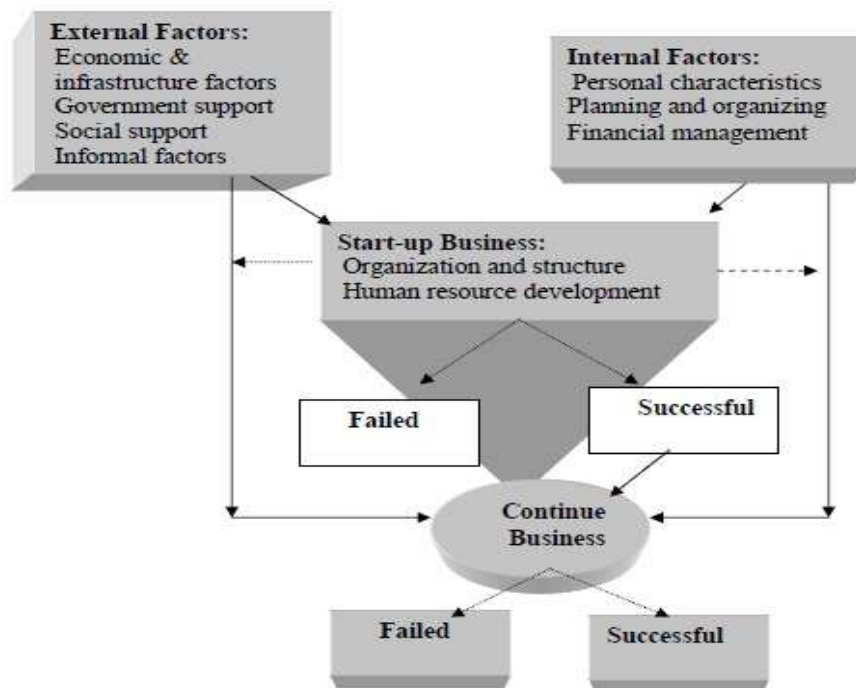 External Factors:
Economic &
infrastructure factors
Government support
Social support
Informal factors
Internal Factors:
Personal characteristics
Planning and organizing
Financial management
Start-up Business:
Organization and structure
Human resource development
Failed
Successful
Continue
Business
Failed
Successful